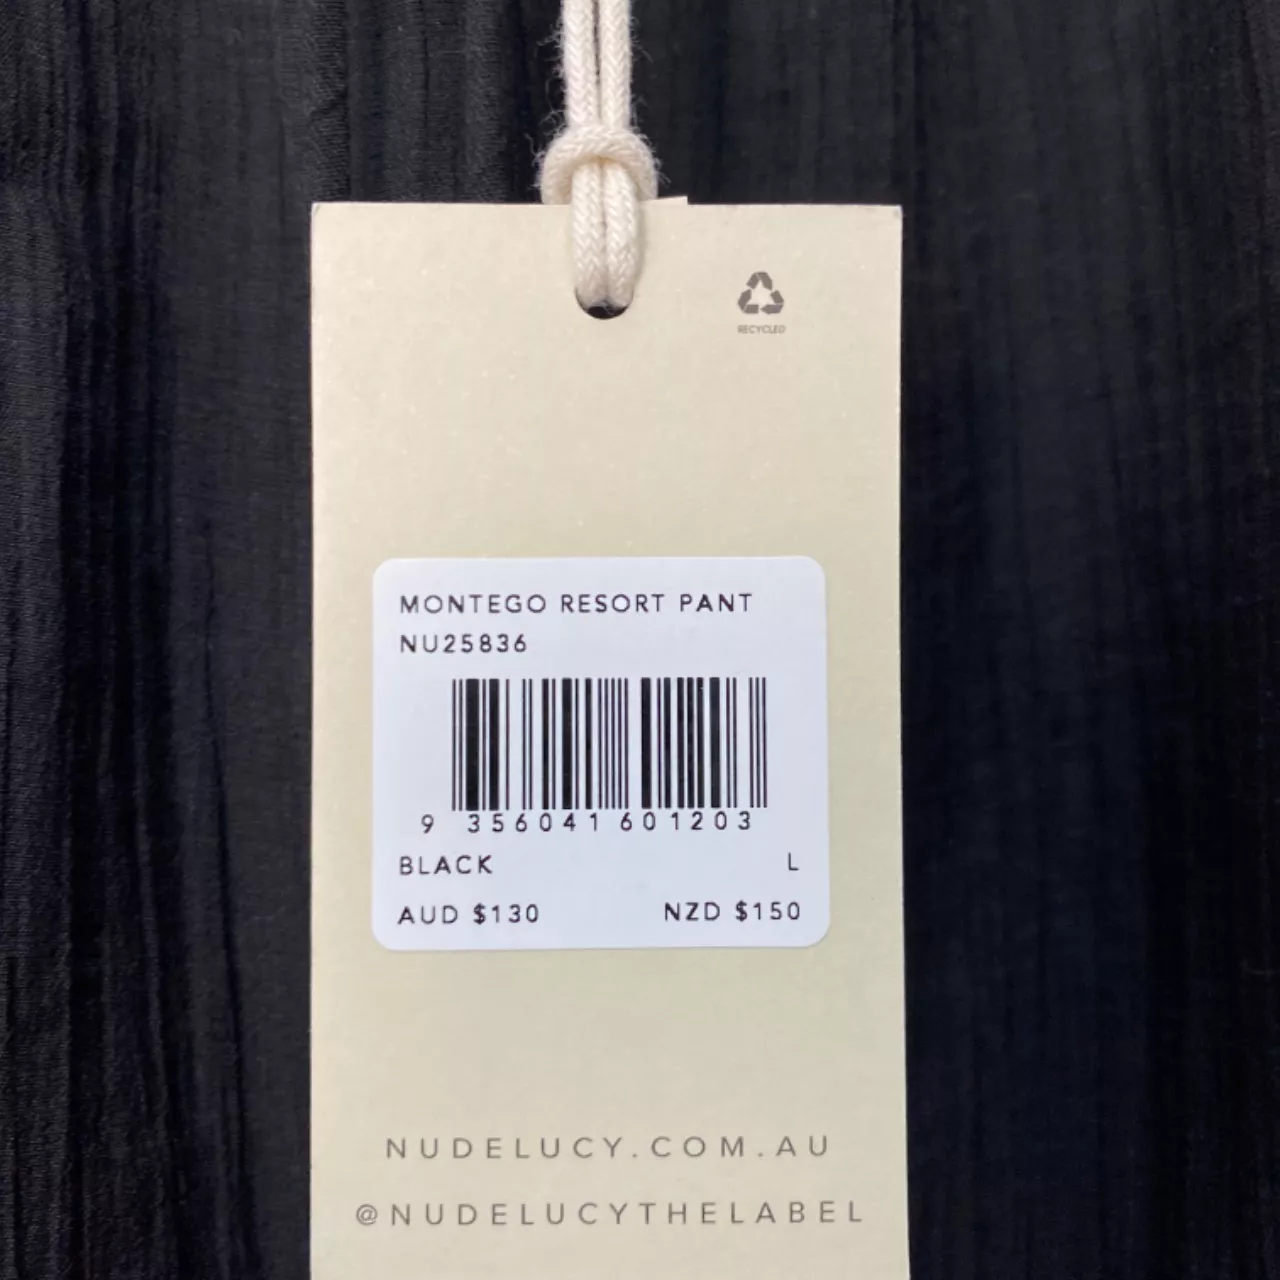 RECYCLED
MONTEGO RESORT PANT
NU25836
9 356041 601203
BLACK L
AUD $130 NZD $150
NUDELUCY.COM.AU
@NUDELUCYTHELABEL